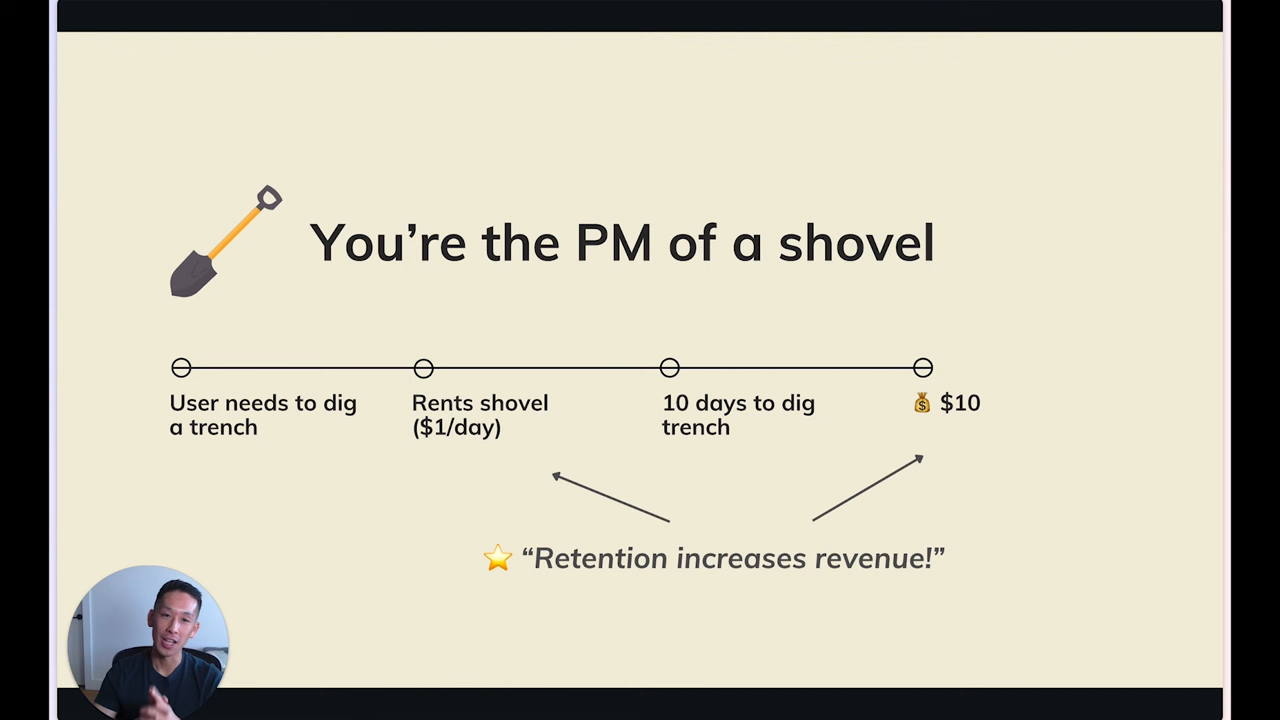 You’re the PM of a shovel
User needs to dig
a trench
Rents shovel
($1/day)
10 days to dig
trench
💰 $10
⭐ “Retention increases revenue!”